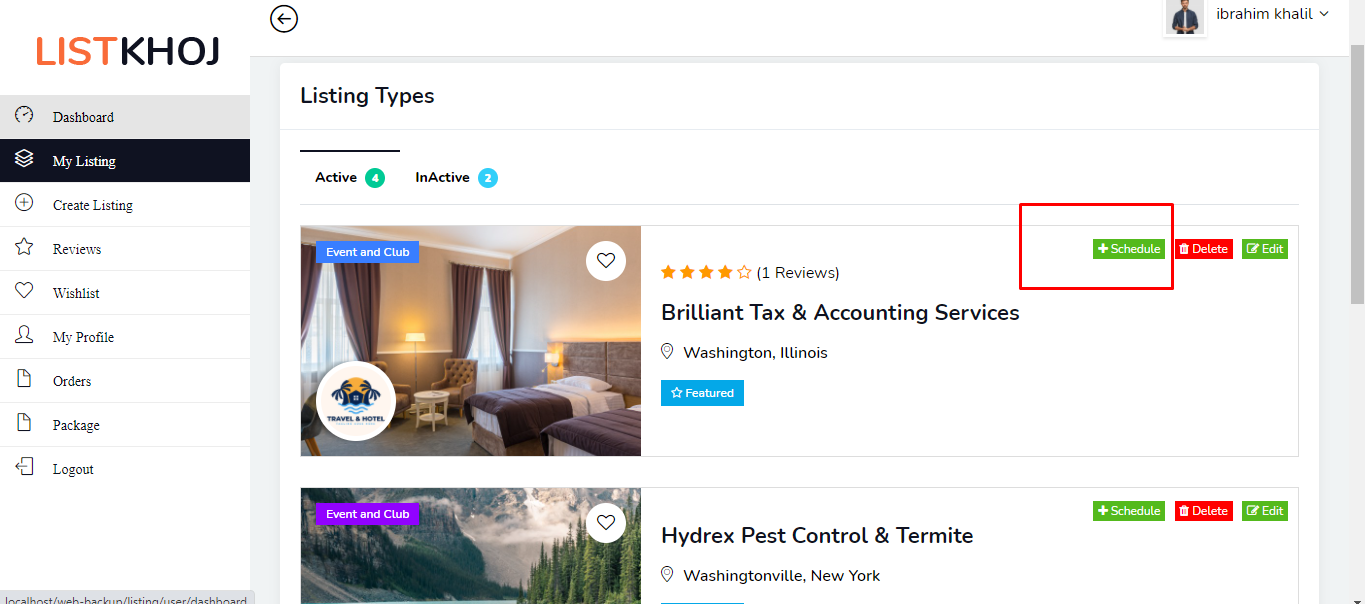 LISTKHOJ
ibrahim khalil
Dashboard
My Listing
Create Listing
Reviews
Wishlist
My Profile
Orders
Package
Logout
Listing Types
Active 4 InActive 2
Event and Club
TRAVEL & HOTEL
Schedule Delete Edit
(1 Reviews)
Brilliant Tax & Accounting Services
Washington, Illinois
Featured
Event and Club
Schedule Delete Edit
Hydrex Pest Control & Termite
Washingtonville, New York
localhost/web-backup/listing/user/dashboard